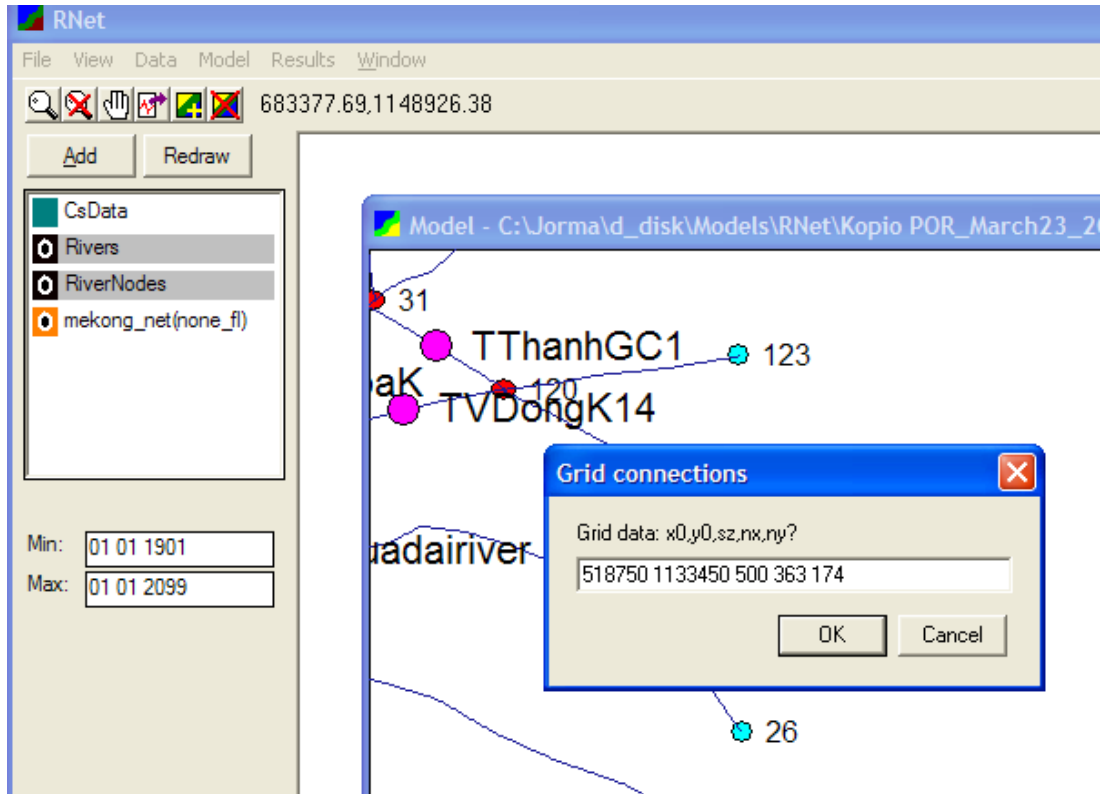 RNet
File View Data Model Results Window
683377.69,1148926.38
Add Redraw
CsData
Rivers
RiverNodes
mekong_net(none_fl)
Min: 01 01 1901
Max: 01 01 2099
Model - C:\Jorma\d_disk\Models\RNet\Kopio POR_March23_2
31
TThanhGC1
123
aK
120
TVDongK14
Grid connections
Grid data: x0,y0,sz,nx,ny?
518750 1133450 500 363 174
OK Cancel
uadairiver
26